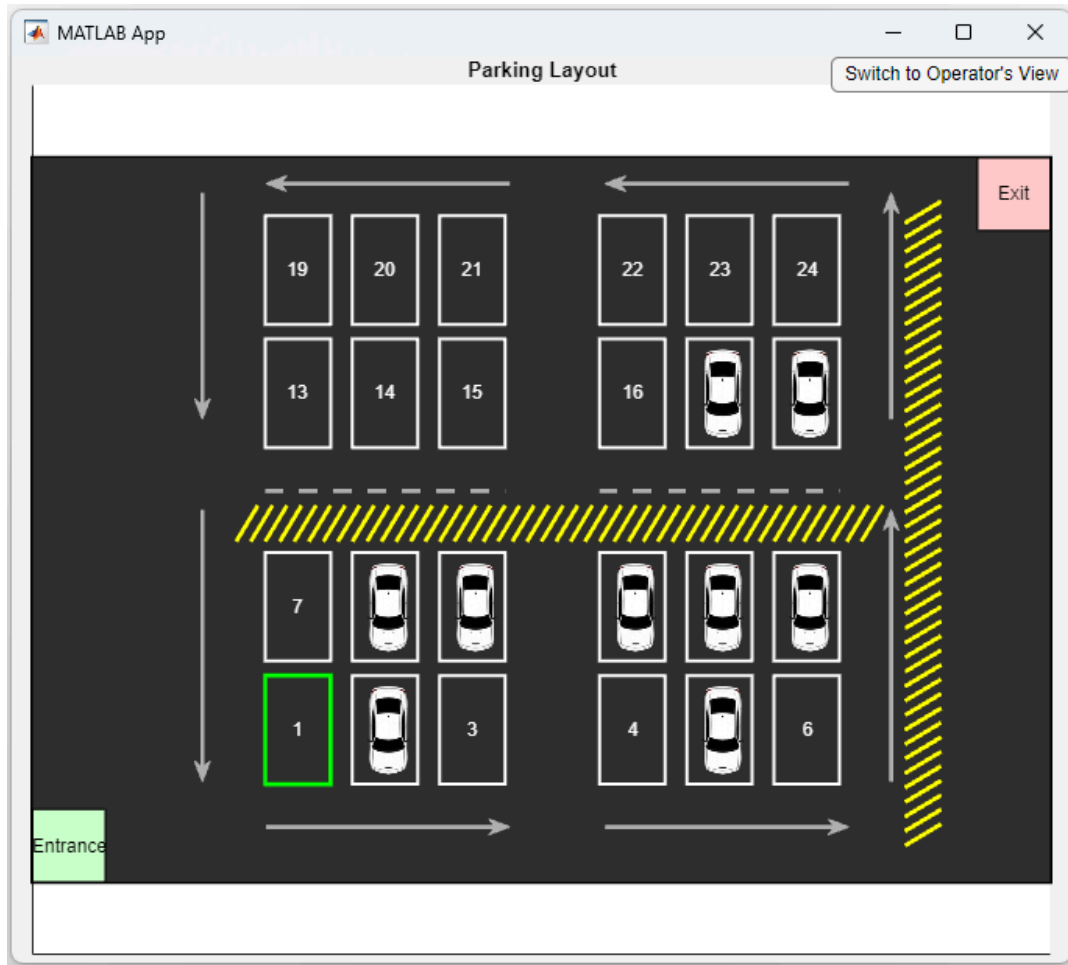 MATLAB App
Parking Layout
Switch to Operator's View
Exit
19 20 21 22 23 24
13 14 15 16
7
1 3 4 6
Entrance